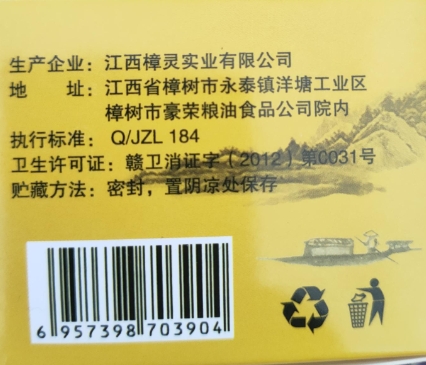 生产企业：江西樟灵实业有限公司
地 址：江西省樟树市永泰镇洋塘工业区
樟树市豪荣粮油食品公司院内
执行标准： Q/JZL 184
卫生许可证：赣卫消证字（2012）第0031号
贮藏方法：密封，置阴凉处保存
6 957398 703904